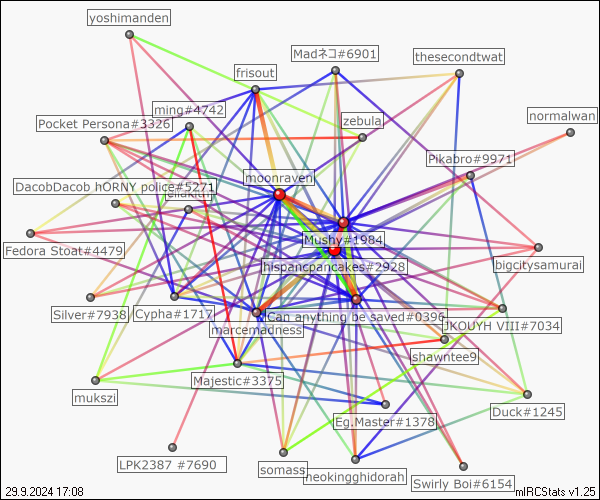 yoshimanden
Madネコ#6901
thesecondtwat
frisout
ming#4742
zebula
normalwan
Pocket Persona#3326
Pikabro#9971
moonraven
DacobDacob hORNY police#5271
Mushy#1984
Fedora Stoat#4479
bigcitysamurai
hispancpancakes#2928
Silver#7938
Cypha#1717
Can anything be saved#0396
JKOUYH VIII#7034
marcemadness
shawntee9
Majestic#3375
mukszi
Eg.Master#1378
Duck#1245
LPK2387 #7690
somass
neokingghidorah
Swirly Boi#6154
29.9.2024 17:08
mIRCStats v1.25